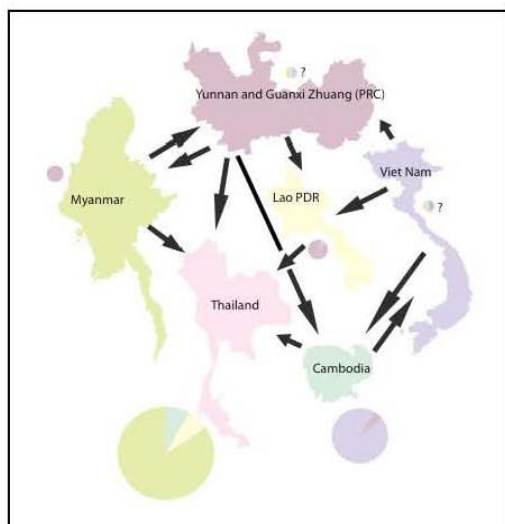 ?
Yunnan and Guanxi Zhuang (PRC)
Viet Nam
Myanmar
Lao PDR
?
Thailand
Cambodia